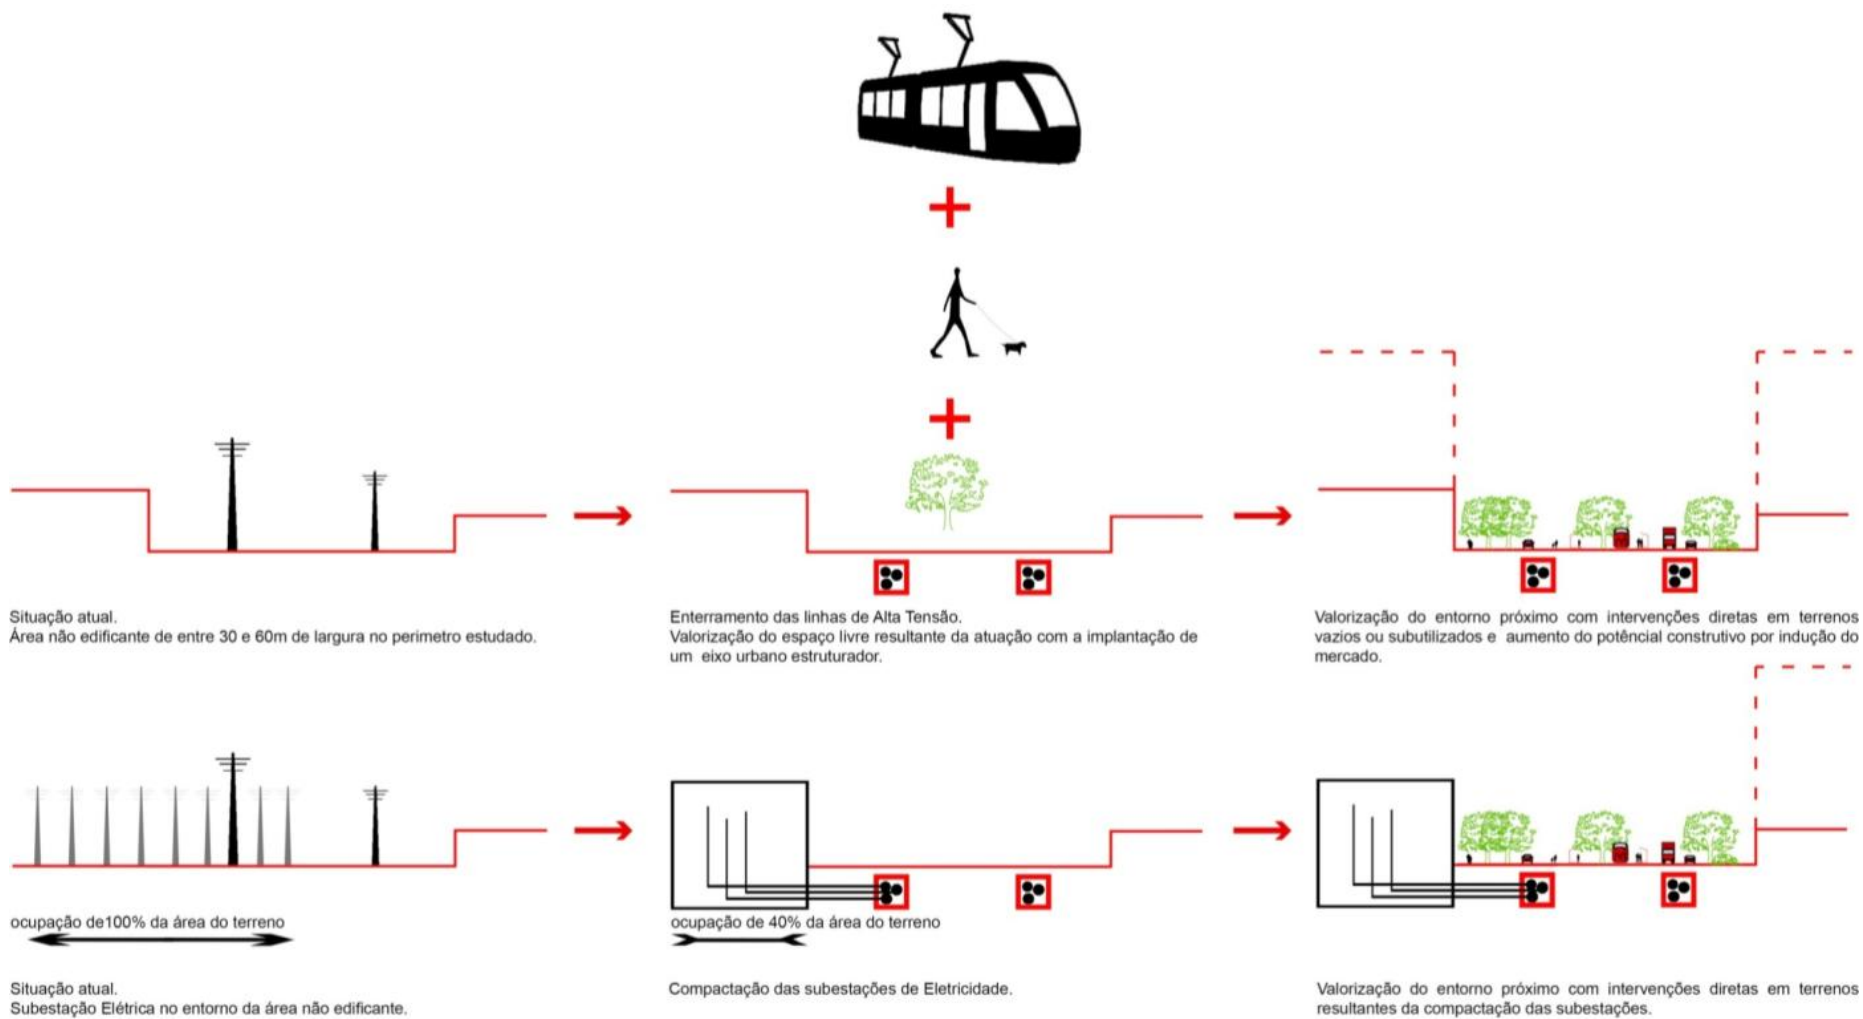 Situação atual.
Área não edificante de entre 30 e 60m de largura no perimetro estudado.
Enterramento das linhas de Alta Tensão.
Valorização do espaço livre resultante da atuação com a implantação de
um eixo urbano estruturador.
Valorização do entorno próximo com intervenções diretas em terrenos
vazios ou subutilizados e aumento do potêncial construtivo por indução do
mercado.
ocupação de100% da área do terreno
ocupação de 40% da área do terreno
Situação atual.
Subestação Elétrica no entorno da área não edificante.
Compactação das subestações de Eletricidade.
Valorização do entorno próximo com intervenções diretas em terrenos
resultantes da compactação das subestações.